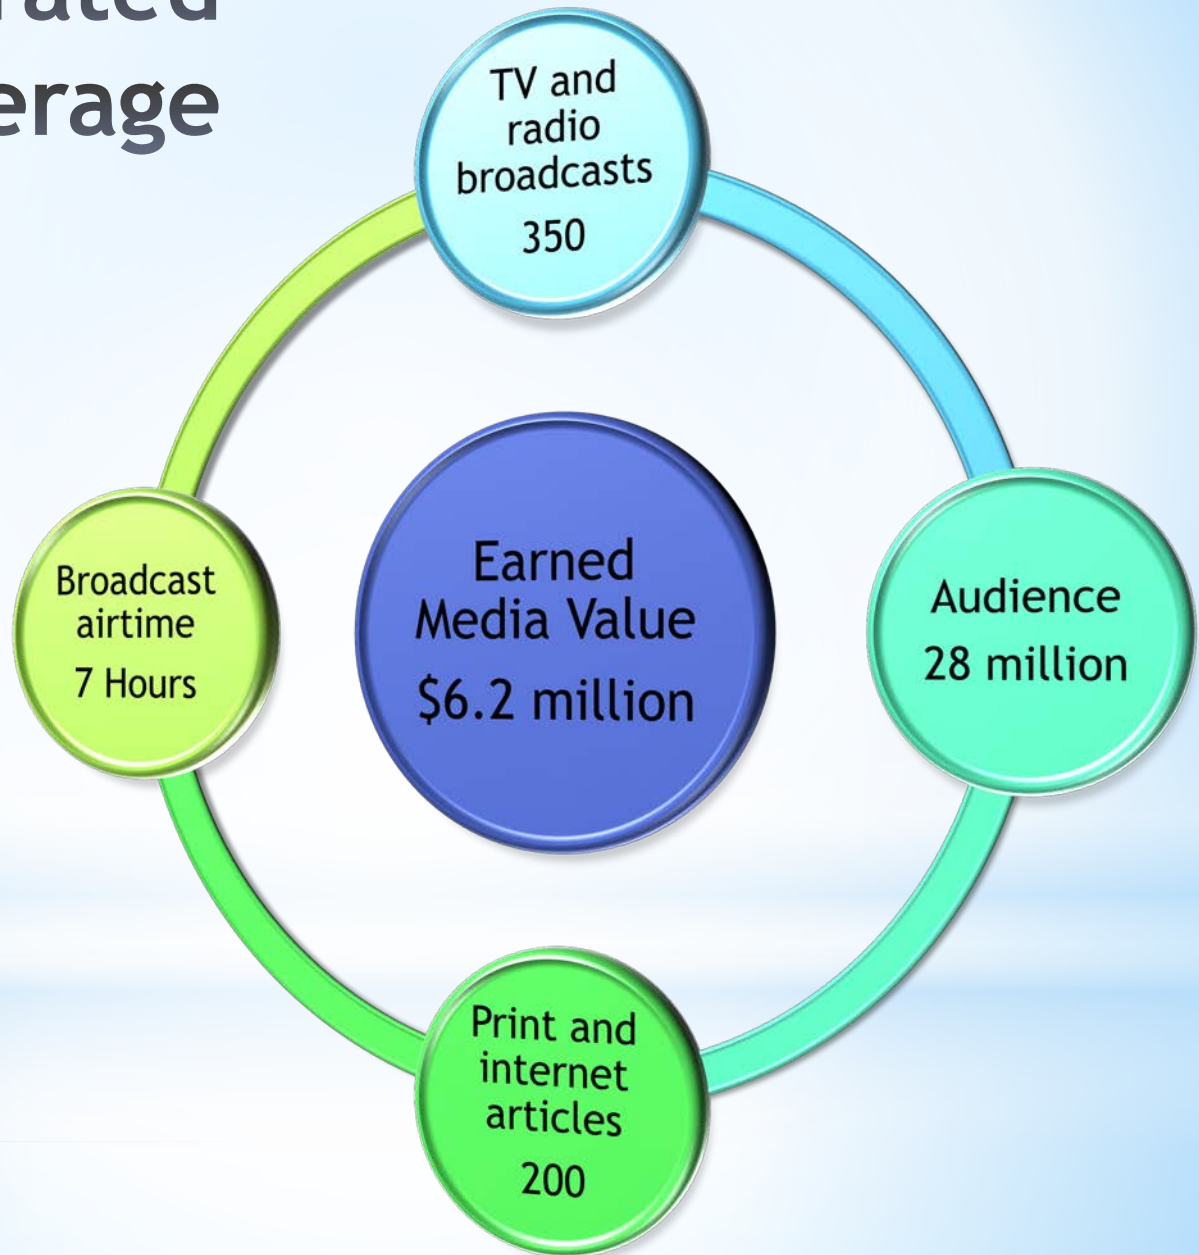 TV and
radio
broadcasts
350
Audience
28 million
Print and
internet
articles
200
Broadcast
airtime
7 Hours
Earned
Media Value
$6.2 million